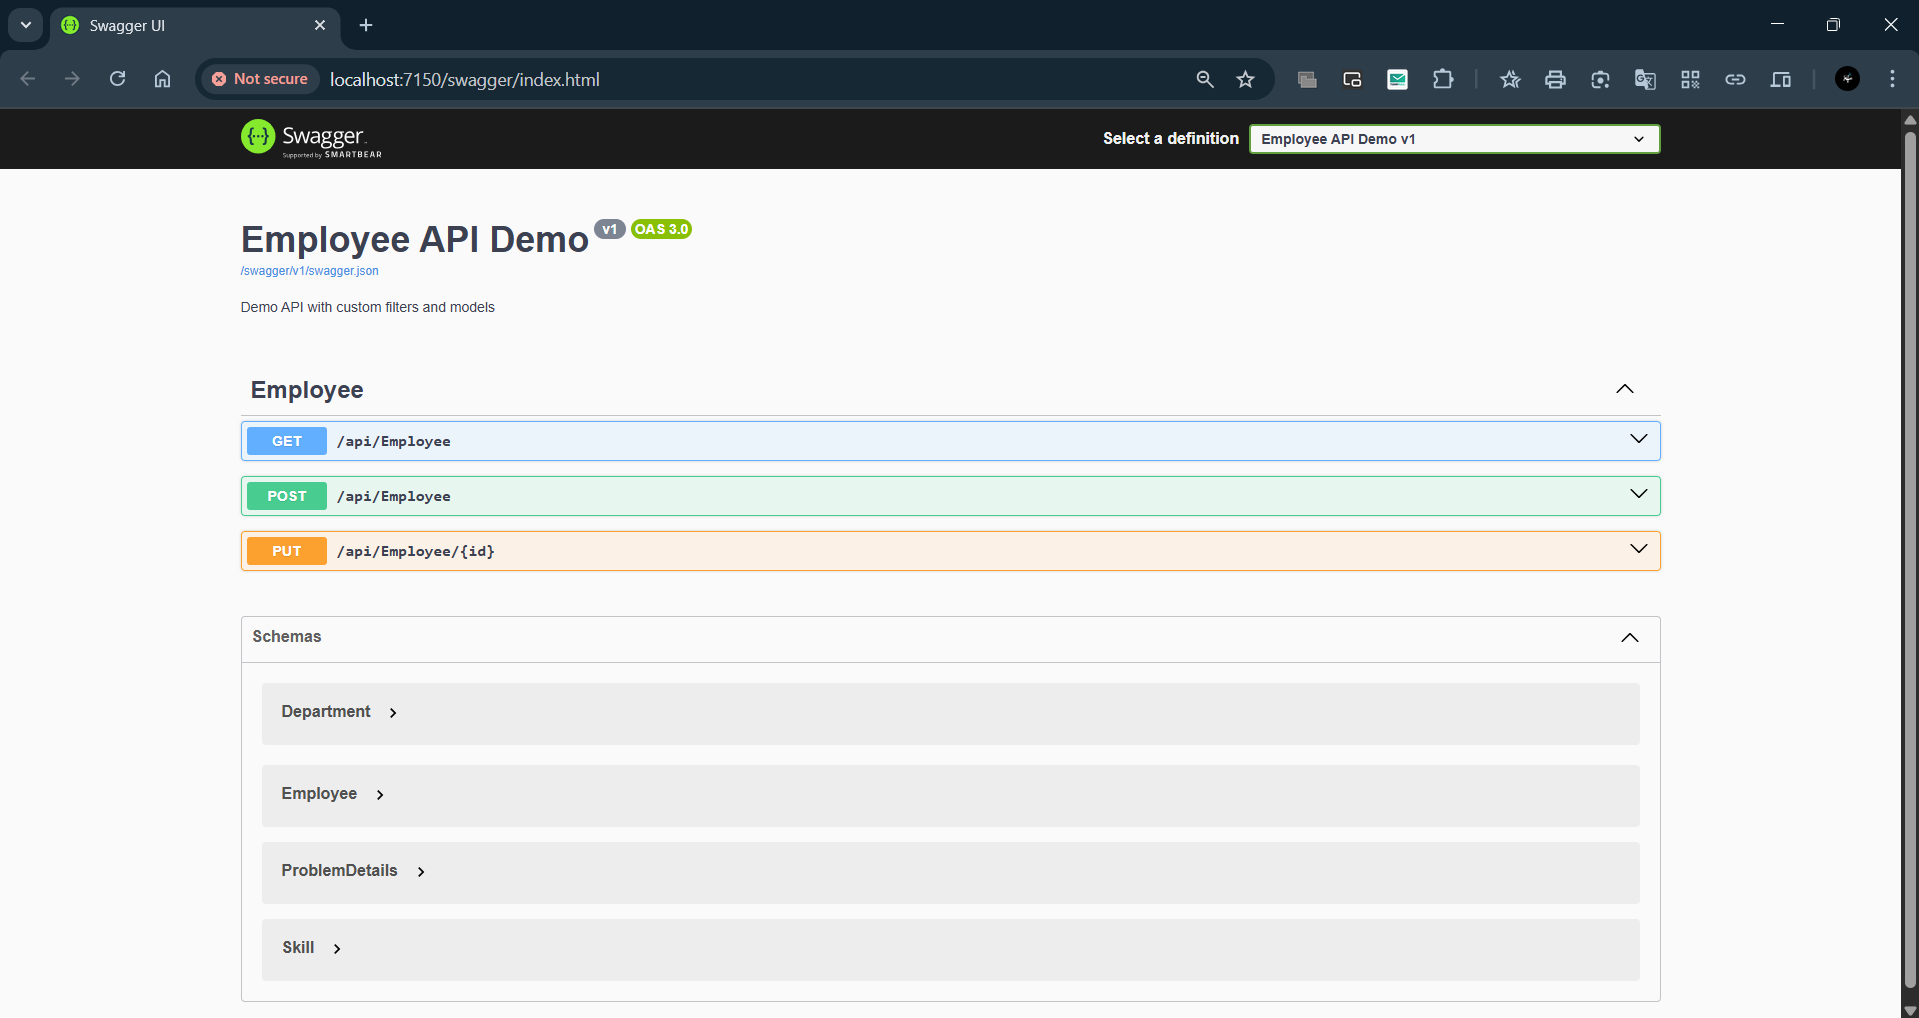 Swagger UI
Not secure
localhost:7150/swagger/index.html
Swagger
Supported by SMARTBEAR
Select a definition
Employee API Demo v1
Employee API Demo v1 OAS 3.0
/swagger/v1/swagger.json
Demo API with custom filters and models
Employee
GET /api/Employee
POST /api/Employee
PUT /api/Employee/{id}
Schemas
Department
Employee
ProblemDetails
Skill